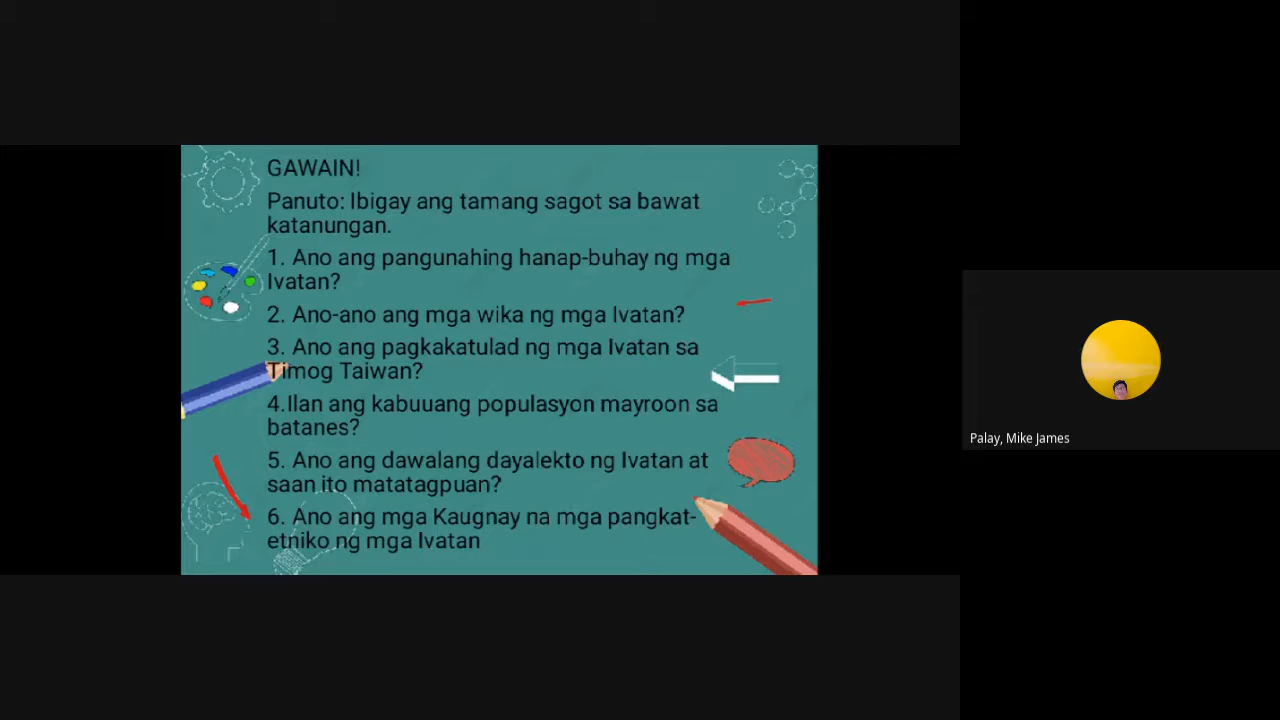 GAWAIN!
Panuto: Ibigay ang tamang sagot sa bawat
katanungan.
1. Ano ang pangunahing hanap-buhay ng mga
Ivatan?
2. Ano-ano ang mga wika ng mga Ivatan?
3. Ano ang pagkakatulad ng mga Ivatan sa
Timog Taiwan?
4.Ilan ang kabuuang populasyon mayroon sa
batanes?
5. Ano ang dawalang dayalekto ng Ivatan at
saan ito matatagpuan?
6. Ano ang mga Kaugnay na mga pangkat-
etniko ng mga Ivatan
Palay, Mike James